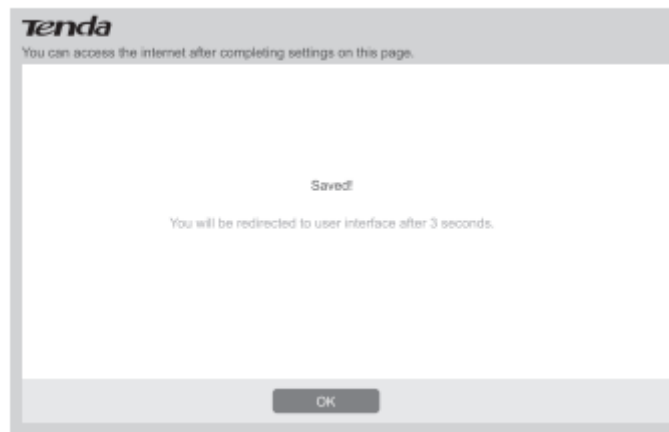 Tenda
You can access the internet after completing settings on this page.
Saved!
You will be redirected to user interface after 3 seconds.
OK